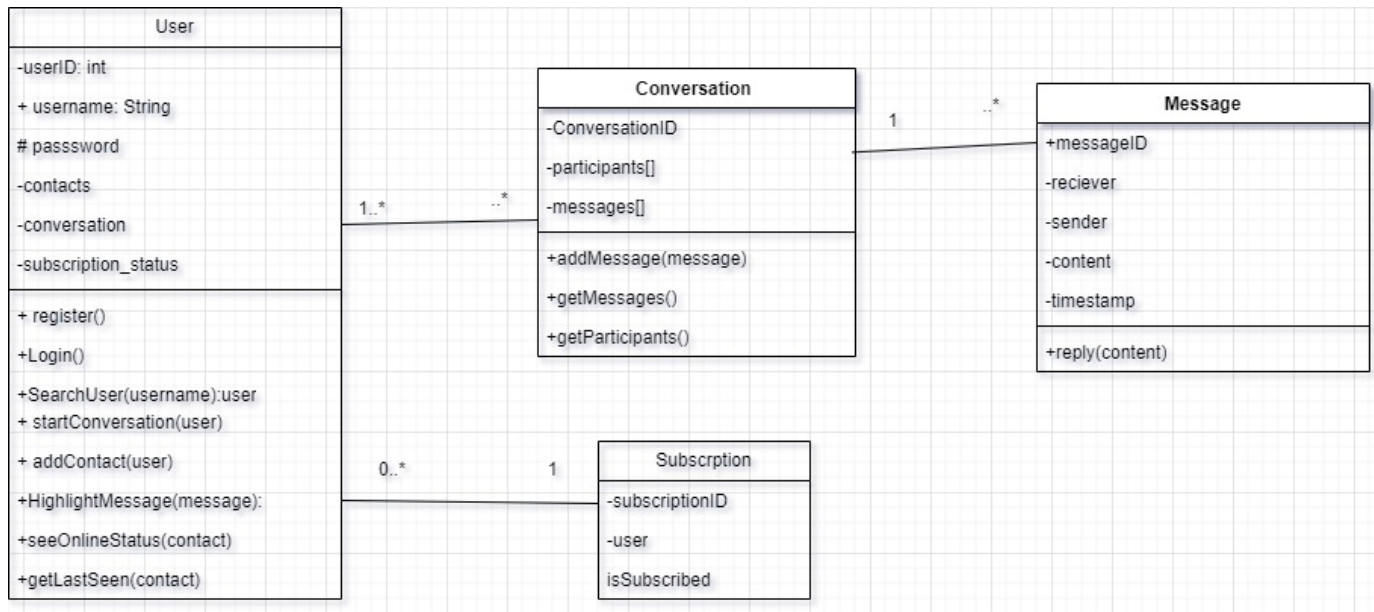 User
-userID: int
+ username: String
# passsword
-contacts
-conversation
-subscription_status
+ register()
+Login()
+SearchUser(username):user
+ startConversation(user)
+ addContact(user)
+HighlightMessage(message):
+seeOnlineStatus(contact)
+getLastSeen(contact)
1..*
..*
Conversation
-ConversationID
-participants[]
-messages[]
+addMessage(message)
+getMessages()
+getParticipants()
1
..*
Message
+messageID
-reciever
-sender
-content
-timestamp
+reply(content)
0..*
1
Subscrption
-subscriptionID
-user
isSubscribed